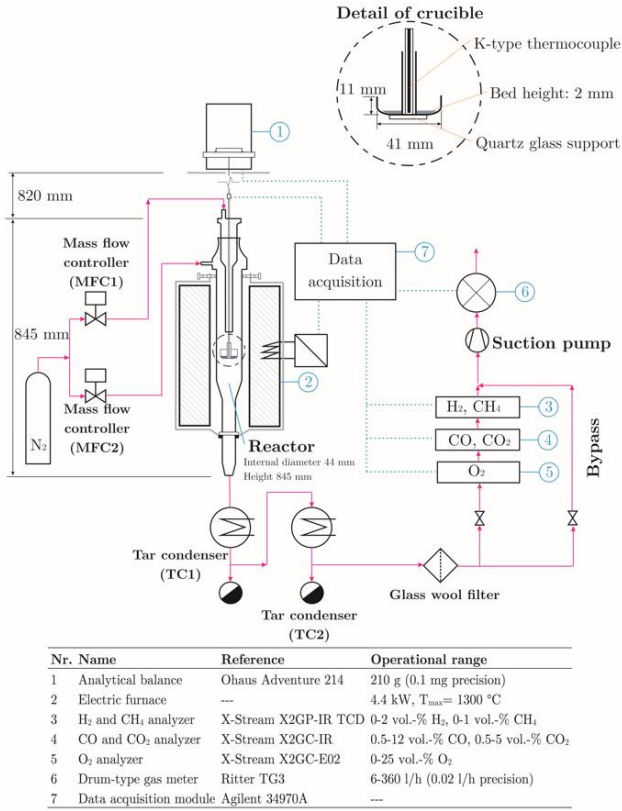 Detail of crucible
K-type thermocouple
11 mm
Bed height: 2 mm
41 mm
Quartz glass support
1
820 mm
Mass flow
controller
(MFC1)
Data
acquisition
7
6
845 mm
Suction pump
2
Mass flow
controller
(MFC2)
N₂
H₂, CH₄
3
CO, CO₂
4
O₂
5
Bypass
Reactor
Internal diameter 44 mm
Height 845 mm
Tar condenser
(TC1)
Tar condenser
(TC2)
Glass wool filter
Nr. Name Reference Operational range
1 Analytical balance Ohaus Adventure 214 210 g (0.1 mg precision)
2 Electric furnace --- 4.4 kW, Tmax= 1300 °C
3 H₂ and CH₄ analyzer X-Stream X2GP-IR TCD 0-2 vol.-% H₂, 0-1 vol.-% CH₄
4 CO and CO₂ analyzer X-Stream X2GC-IR 0.5-12 vol.-% CO, 0.5-5 vol.-% CO₂
5 O₂ analyzer X-Stream X2GC-E02 0-25 vol.-% O₂
6 Drum-type gas meter Ritter TG3 6-360 l/h (0.02 l/h precision)
7 Data acquisition module Agilent 34970A ---